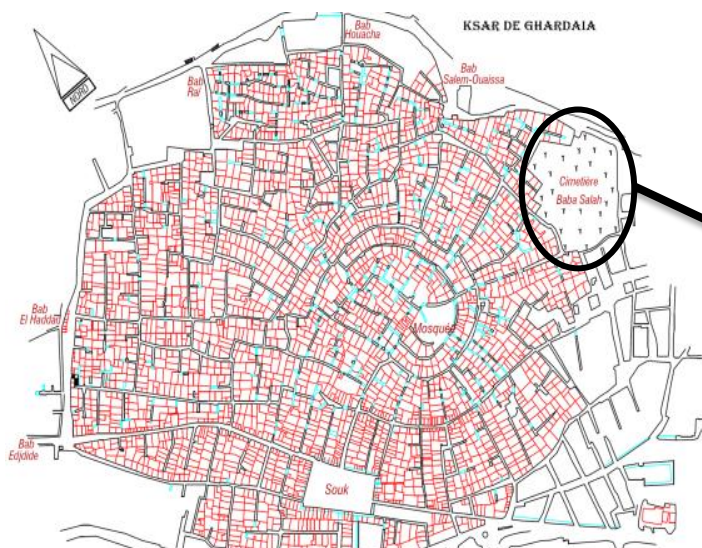 KSAR DE GHARDAIA
Bab
Houacha
Bab
Salem-Ouaissa
NORD
Bab
Raï
Cimetière
Baba Salah
Bab
El Haddad
Mosquée
Bab
Edjdide
Souk